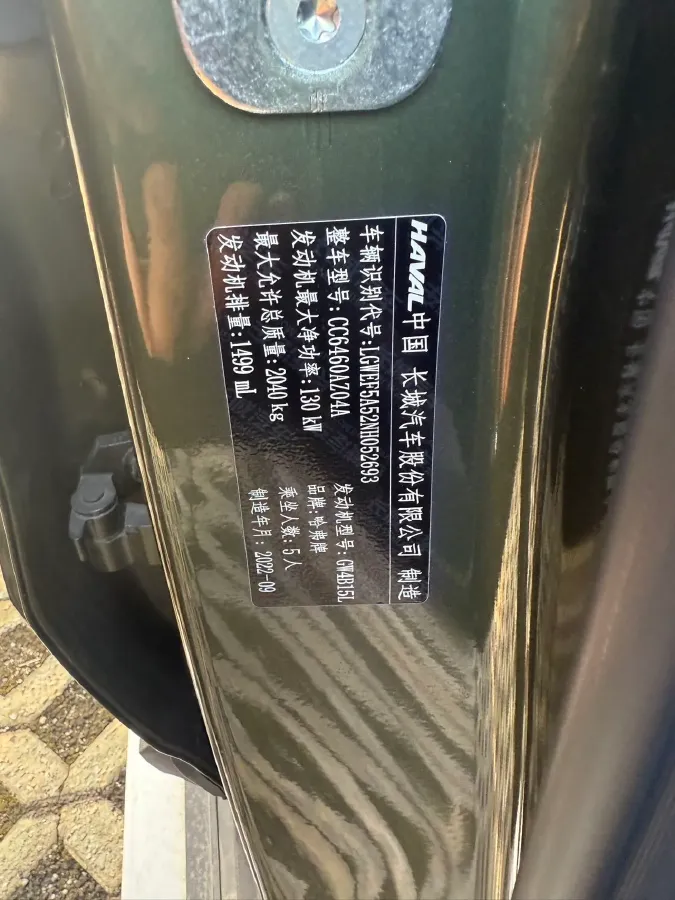 HAVAL 中国 长城汽车股份有限公司 制造
车辆识别代号:LGWEF5A52NH052693
整车型号:CC6460AZ04A 发动机型号:GW4B15L
发动机最大净功率:130 kW 品牌:哈弗牌
最大允许总质量:2040 kg 乘坐人数:5人
发动机排量:1499 mL 制造年月:2022-09